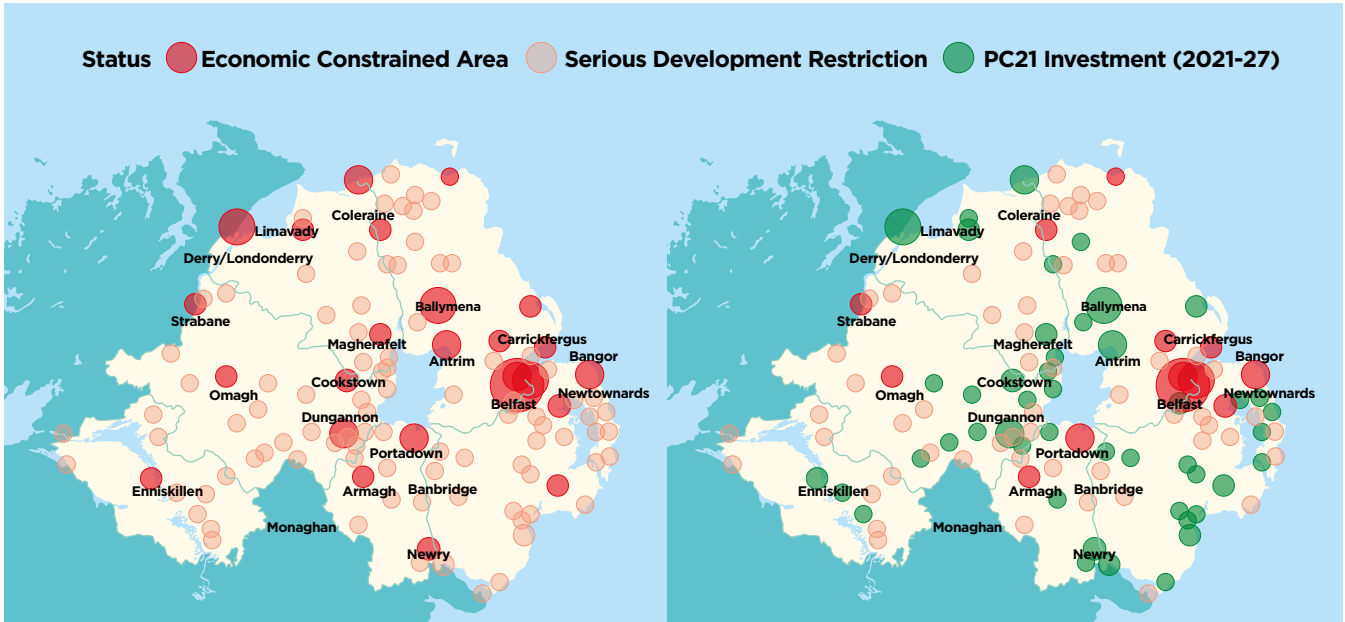 Status Economic Constrained Area Serious Development Restriction PC21 Investment (2021-27)
Coleraine
Limavady
Derry/Londonderry
Ballymena
Strabane
Magherafelt
Carrickfergus
Antrim
Bangor
Cookstown
Omagh
Newtownards
Belfast
Dungannon
Portadown
Enniskillen
Armagh
Banbridge
Monaghan
Newry
Coleraine
Limavady
Derry/Londonderry
Ballymena
Strabane
Magherafelt
Carrickfergus
Antrim
Bangor
Cookstown
Omagh
Newtownards
Belfast
Dungannon
Portadown
Enniskillen
Armagh
Banbridge
Monaghan
Newry